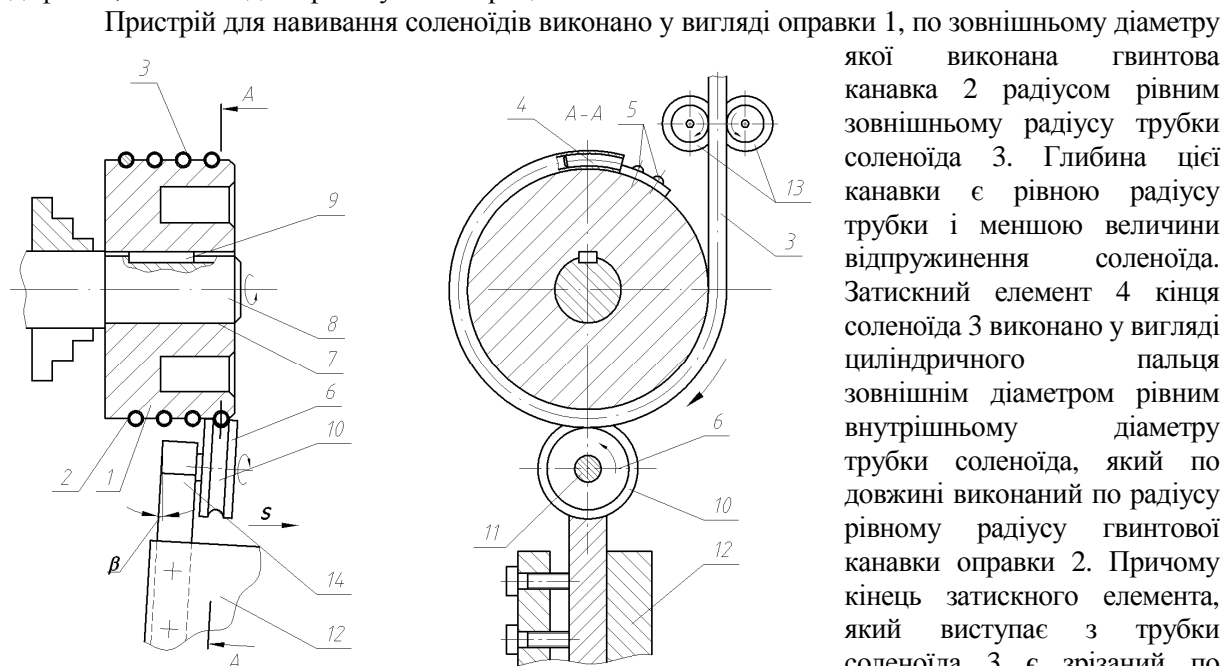 Пристрій для навивання соленоїдів виконано у вигляді оправки 1, по зовнішньому діаметру
якої виконана гвинтова
канавка 2 радіусом рівним
зовнішньому радіусу трубки
соленоїда 3. Глибина цієї
канавки є рівною радіусу
трубки і меншою величини
відпружинення соленоїда.
Затискний елемент 4 кінця
соленоїда 3 виконано у вигляді
циліндричного пальця
зовнішнім діаметром рівним
внутрішньому діаметру
трубки соленоїда, який по
довжині виконаний по радіусу
рівному радіусу гвинтової
канавки оправки 2. Причому
кінець затискного елемента,
який виступає з трубки
соленоїда 3 є зрізаний по
3
A
9
8
7
6
10
2
1
S
β
14
12
A
4
A-A
5
13
3
6
10
11
12